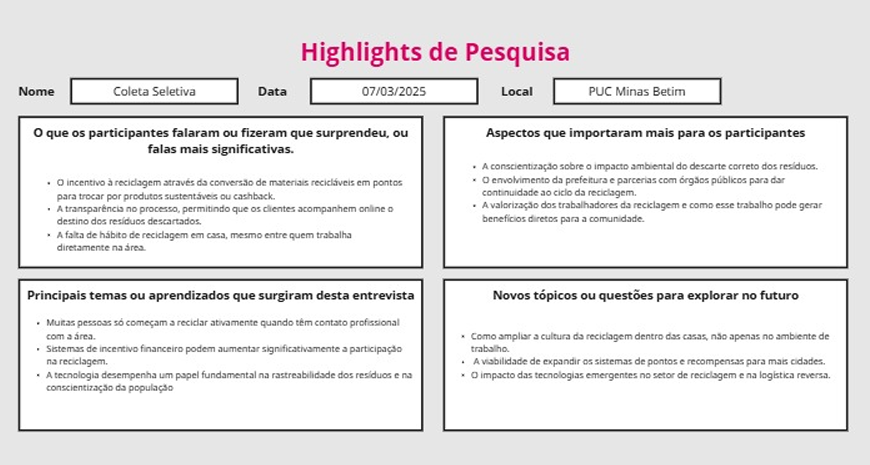 Highlights de Pesquisa
Nome Coleta Seletiva Data 07/03/2025 Local PUC Minas Betim
O que os participantes falaram ou fizeram que surpreendeu, ou
falas mais significativas.
• O incentivo à reciclagem através da conversão de materiais recicláveis em pontos
para trocar por produtos sustentáveis ou cashback.
• A transparência no processo, permitindo que os clientes acompanhem online o
destino dos resíduos descartados.
• A falta de hábito de reciclagem em casa, mesmo entre quem trabalha
diretamente na área.
Aspectos que importaram mais para os participantes
• A conscientização sobre o impacto ambiental do descarte correto dos resíduos.
• O envolvimento da prefeitura e parcerias com órgãos públicos para dar
continuidade ao ciclo da reciclagem.
• A valorização dos trabalhadores da reciclagem e como esse trabalho pode gerar
benefícios diretos para a comunidade.
Principais temas ou aprendizados que surgiram desta entrevista
• Muitas pessoas só começam a reciclar ativamente quando têm contato profissional
com a área.
• Sistemas de incentivo financeiro podem aumentar significativamente a participação
na reciclagem.
• A tecnologia desempenha um papel fundamental na rastreabilidade dos resíduos e na
conscientização da população
Novos tópicos ou questões para explorar no futuro
• Como ampliar a cultura da reciclagem dentro das casas, não apenas no ambiente de
trabalho.
• A viabilidade de expandir os sistemas de pontos e recompensas para mais cidades.
• O impacto das tecnologias emergentes no setor de reciclagem e na logística reversa.